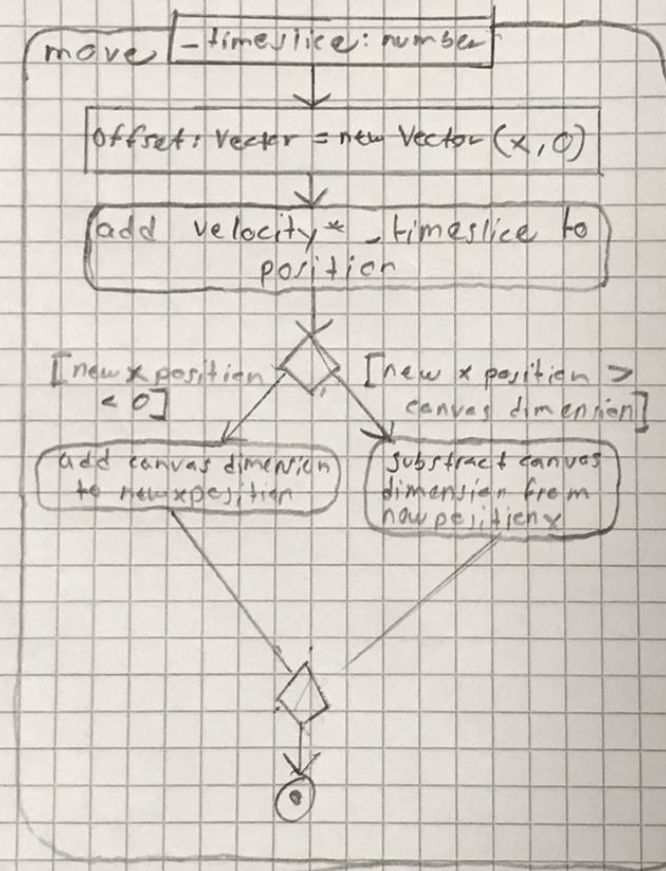 move
_timeslice: number
offset: Vector = new Vector (x, 0)
add velocity* _timeslice to
position
[new x position
< 0]
[new x position >
canvas dimension]
add canvas dimension
to new x position
substract canvas
dimension from
new position x